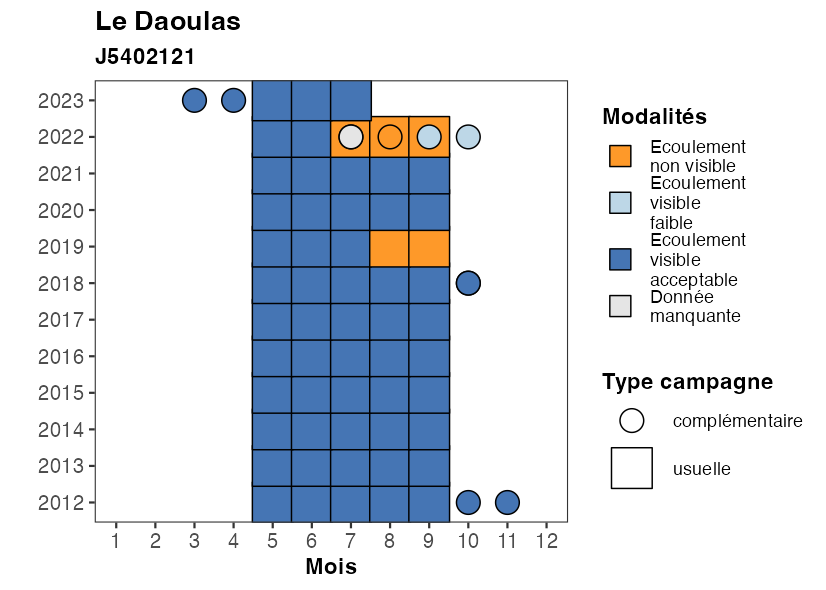 Le Daoulas
J5402121
2023
2022
2021
2020
2019
2018
2017
2016
2015
2014
2013
2012
1 2 3 4 5 6 7 8 9 10 11 12
Mois
Modalités
Ecoulement
non visible
Ecoulement
visible
faible
Ecoulement
visible
acceptable
Donnée
manquante
Type campagne
complémentaire
usuelle